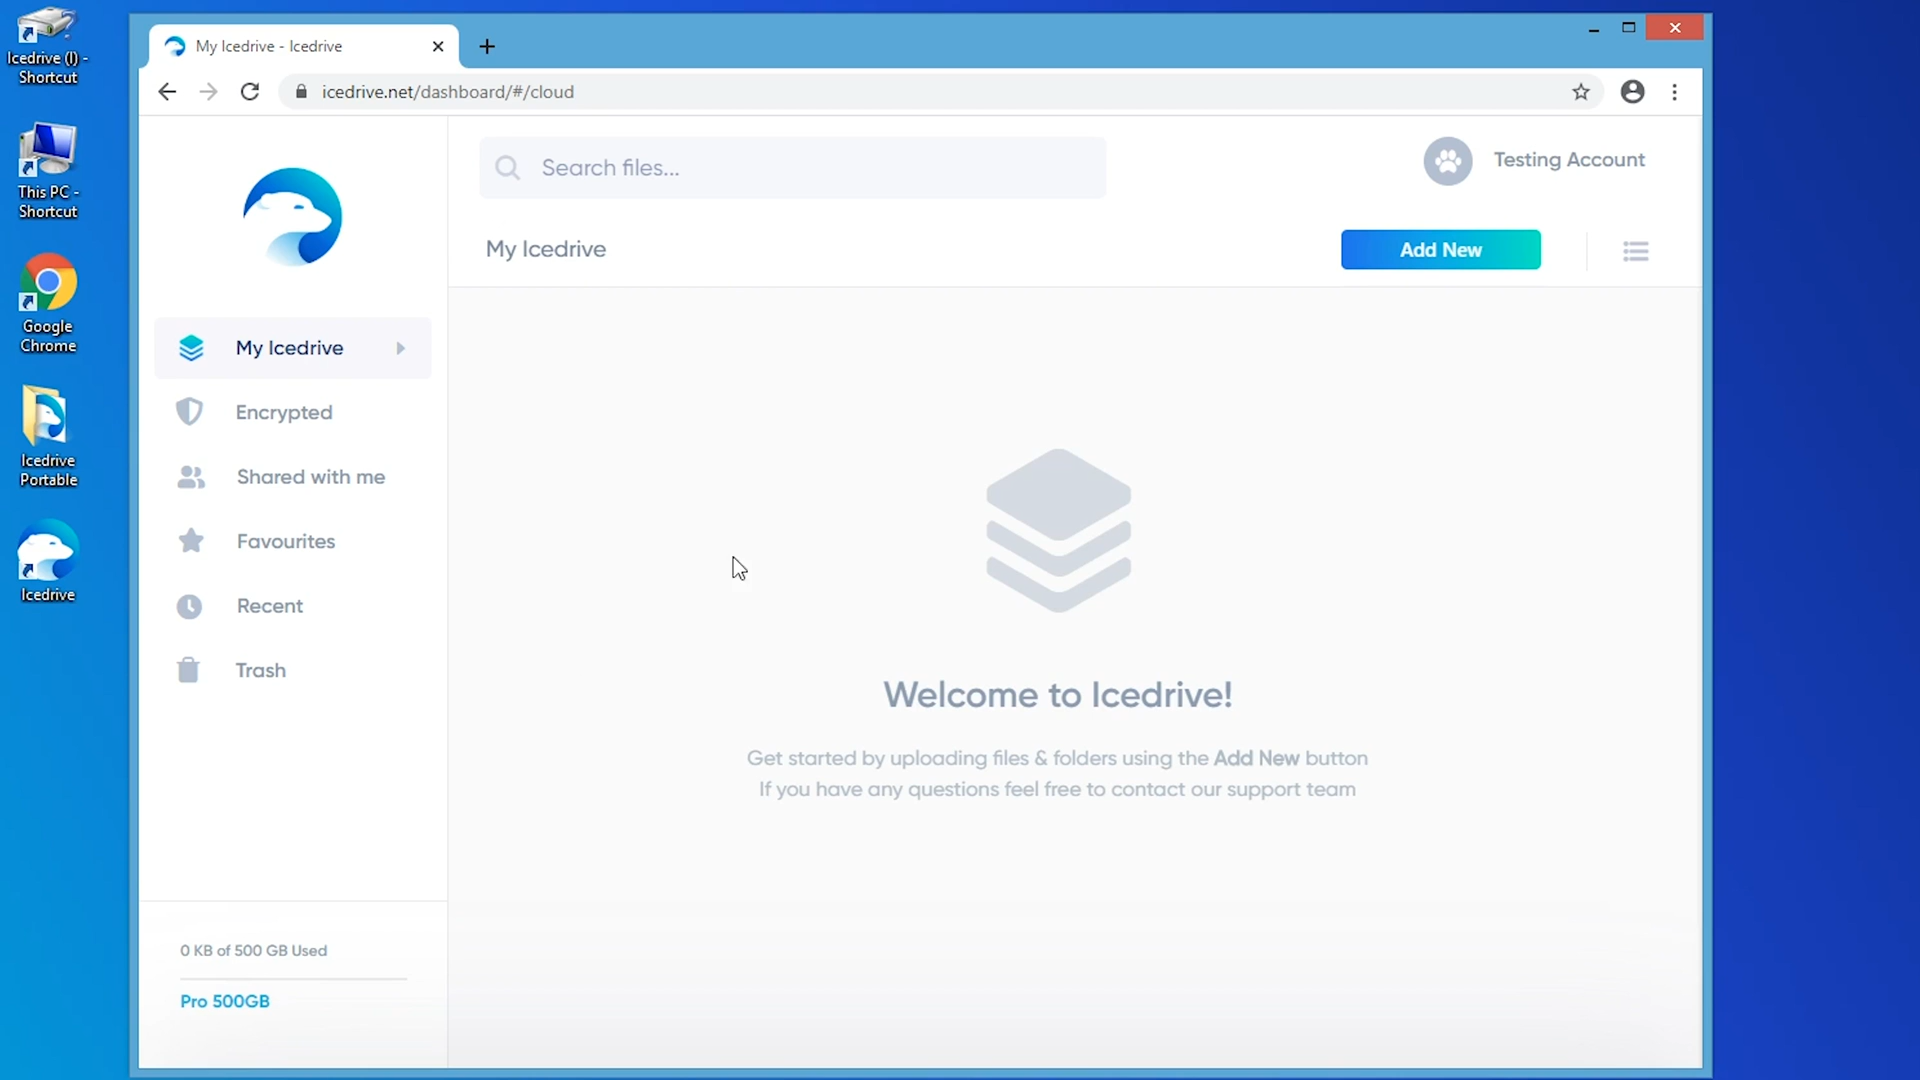 Icedrive (I) -
Shortcut
This PC -
Shortcut
Google
Chrome
Icedrive
Portable
Icedrive
My Icedrive - Icedrive
icedrive.net/dashboard/#/cloud
Search files...
Testing Account
My Icedrive
Add New
My Icedrive
Encrypted
Shared with me
Favourites
Recent
Trash
Welcome to Icedrive!
Get started by uploading files & folders using the Add New button
If you have any questions feel free to contact our support team
0 KB of 500 GB Used
Pro 500GB